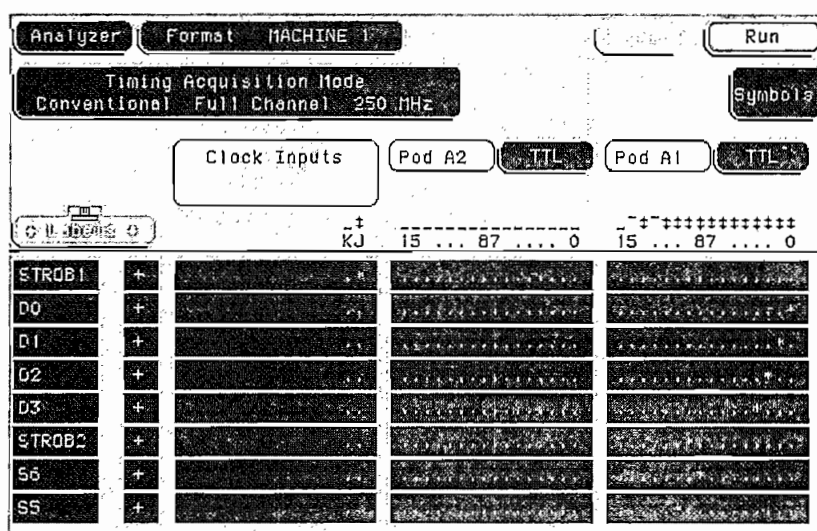 Analyzer Format MACHINE 1 Run
Timing Acquisition Mode
Conventional Full Channel 250 MHz
Symbols
Clock Inputs Pod A2 TTL Pod A1 TTL
KJ 15 ... 87 .... 0 15 ... 87 .... 0
STROB1 +
D0 +
D1 +
D2 +
D3 +
STROB2 +
S6 +
S5 +